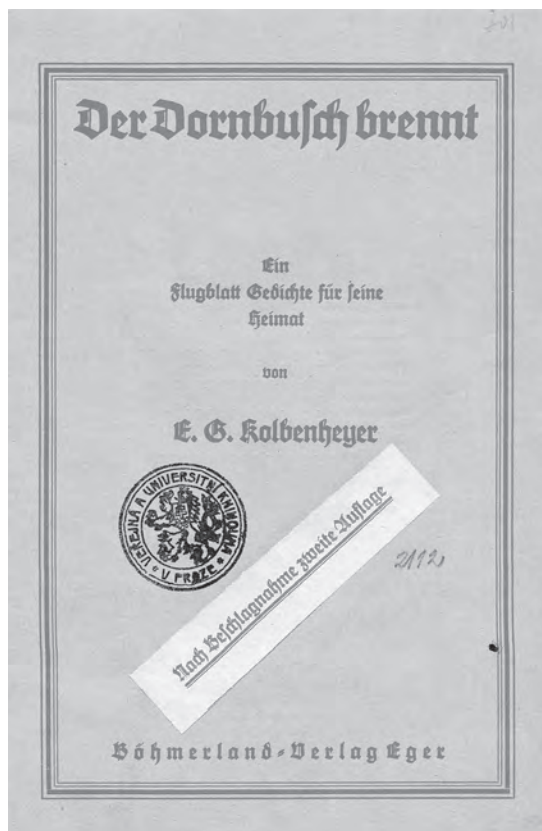 Der Dornbusch brennt
Ein
Flugblatt Gedichte für seine
Heimat
von
E. G. Kolbenheyer
VEŘEJNÁ A UNIVERSITNÍ KNIHOVNA
V PRAZE
Nach Beschlagnahme zweite Auflage
Böhmerland-Verlag Eger